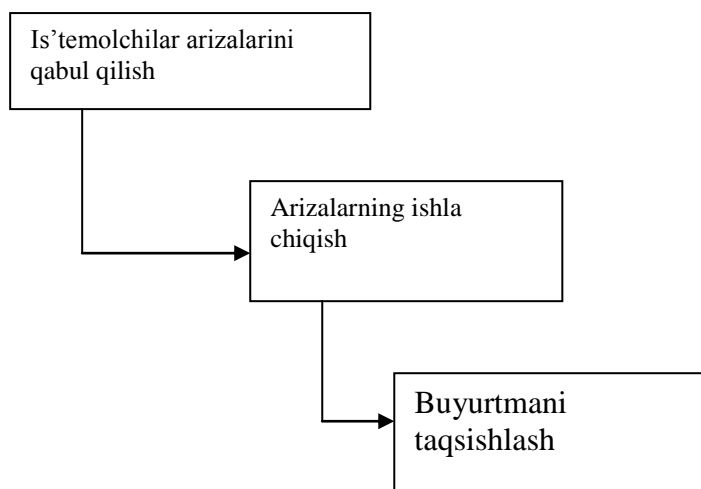 Is’temolchilar arizalarini
qabul qilish
Arizalarning ishla
chiqish
Buyurtmani
taqsishlash